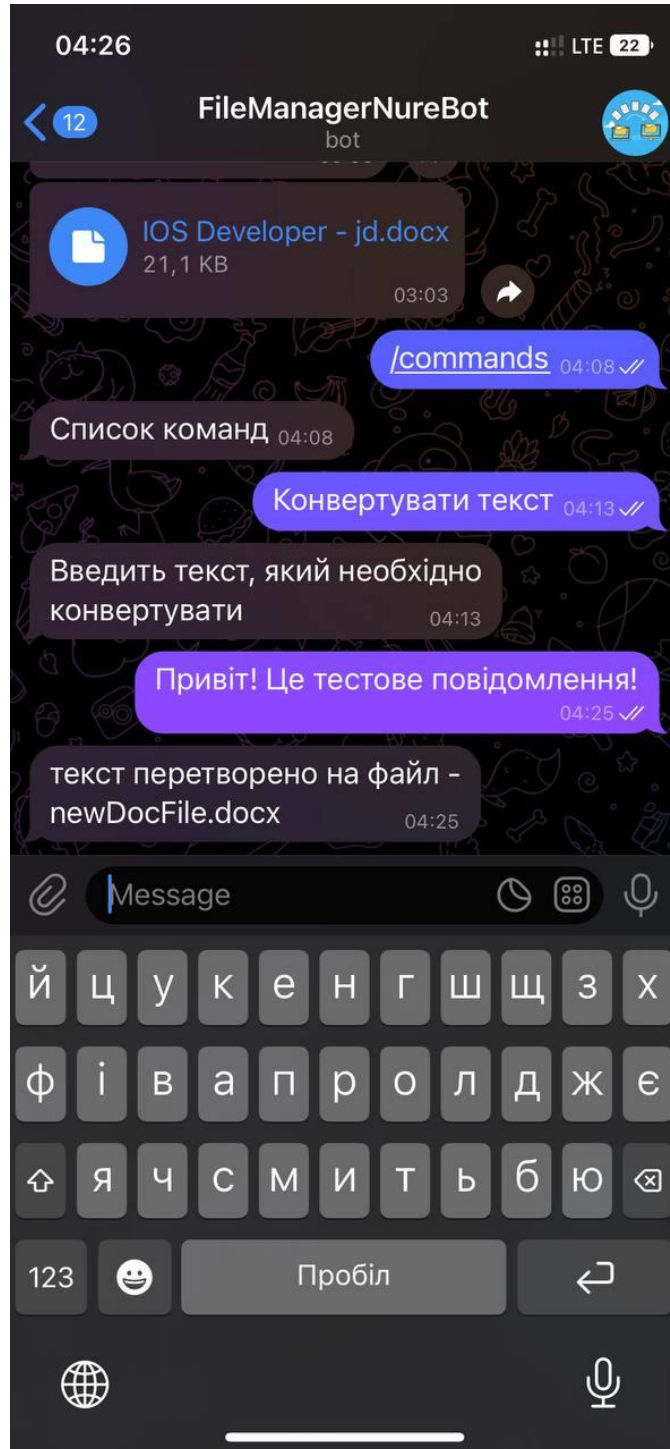 04:26
LTE 22
12
FileManagerNureBot
bot
IOS Developer - jd.docx
21,1 KB
03:03
/commands 04:08
Список команд 04:08
Конвертувати текст 04:13
Введить текст, який необхідно
конвертувати 04:13
Привіт! Це тестове повідомлення!
04:25
текст перетворено на файл -
newDocFile.docx 04:25
Message
й ц у к е н г ш щ з х
ф і в а п р о л д ж є
я ч с м и т ь б ю
123 Пробіл